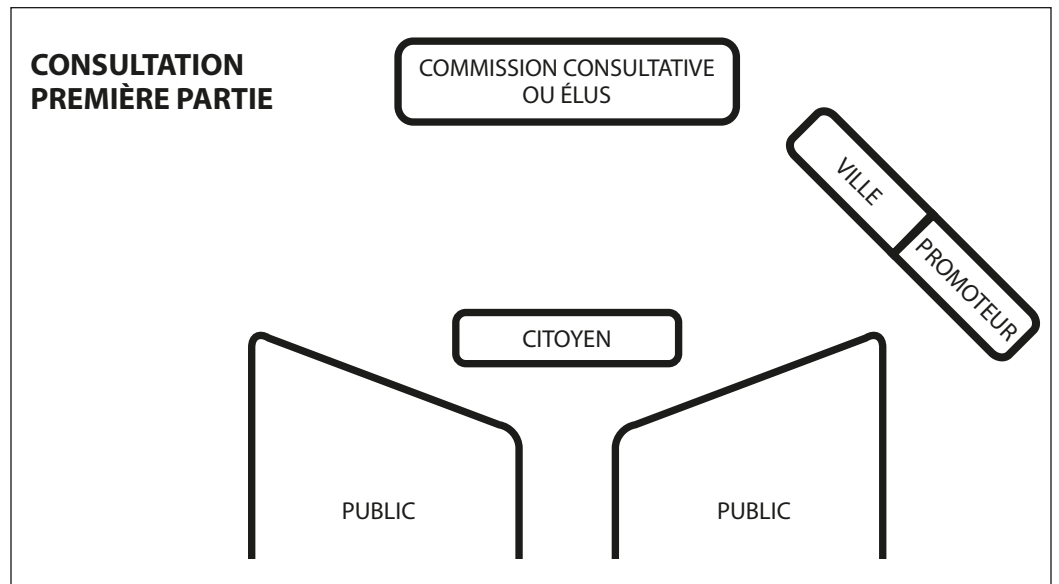 CONSULTATION
PREMIÈRE PARTIE
COMMISSION CONSULTATIVE
OU ÉLUS
VILLE
PROMOTEUR
CITOYEN
PUBLIC
PUBLIC